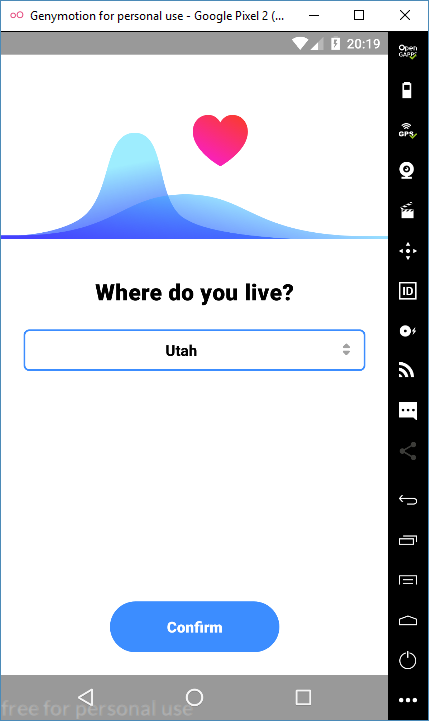 Genymotion for personal use - Google Pixel 2 (...
20:19
Open
GAPPS
GPS
Where do you live?
ID
Utah
Confirm
free for personal use